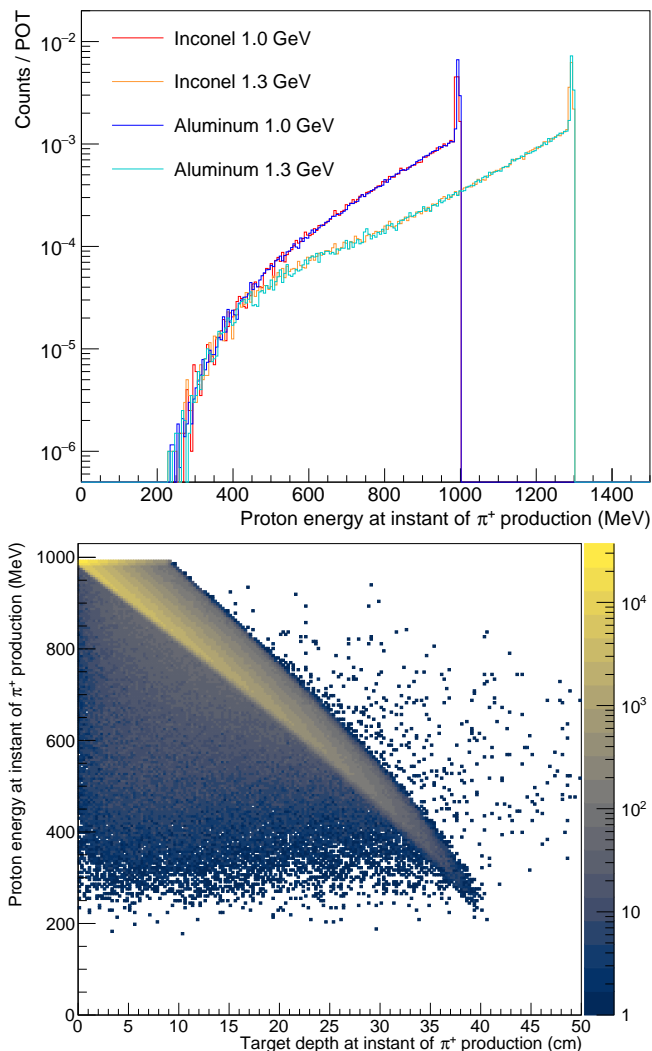 Counts / POT
10⁻²
10⁻³
10⁻⁴
10⁻⁵
10⁻⁶
Inconel 1.0 GeV
Inconel 1.3 GeV
Aluminum 1.0 GeV
Aluminum 1.3 GeV
0 200 400 600 800 1000 1200 1400
Proton energy at instant of π⁺ production (MeV)
Proton energy at instant of π⁺ production (MeV)
1000
800
600
400
200
0
0 5 10 15 20 25 30 35 40 45 50
Target depth at instant of π⁺ production (cm)
10⁴
10³
10²
10
1